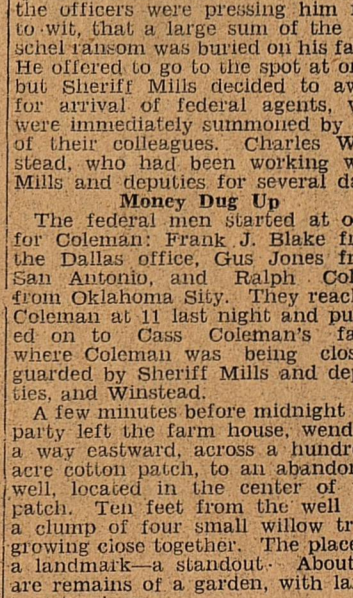 the officers were pressing him
to wit, that a large sum of the
schel ransom was buried on his fa
He offered to go to the spot at o
but Sheriff Mills decided to aw
for arrival of federal agents, w
were immediately summoned by
of their colleagues. Charles W
stead, who had been working w
Mills and deputies for several da
Money Dug Up
The federal men started at o
for Coleman: Frank J. Blake fr
the Dallas office, Gus Jones fr
San Antonio, and Ralph Col
from Oklahoma Sity. They reac
Coleman at 11 last night and pu
ed on to Cass Coleman's fa
where Coleman was being clos
guarded by Sheriff Mills and dep
ties, and Winstead.
A few minutes before midnight
party left the farm house, wend
a way eastward, across a hundr
acre cotton patch, to an abandon
well, located in the center of
patch. Ten feet from the well
a clump of four small willow tr
growing close together. The place
a landmark—a standout. About
are remains of a garden, with la